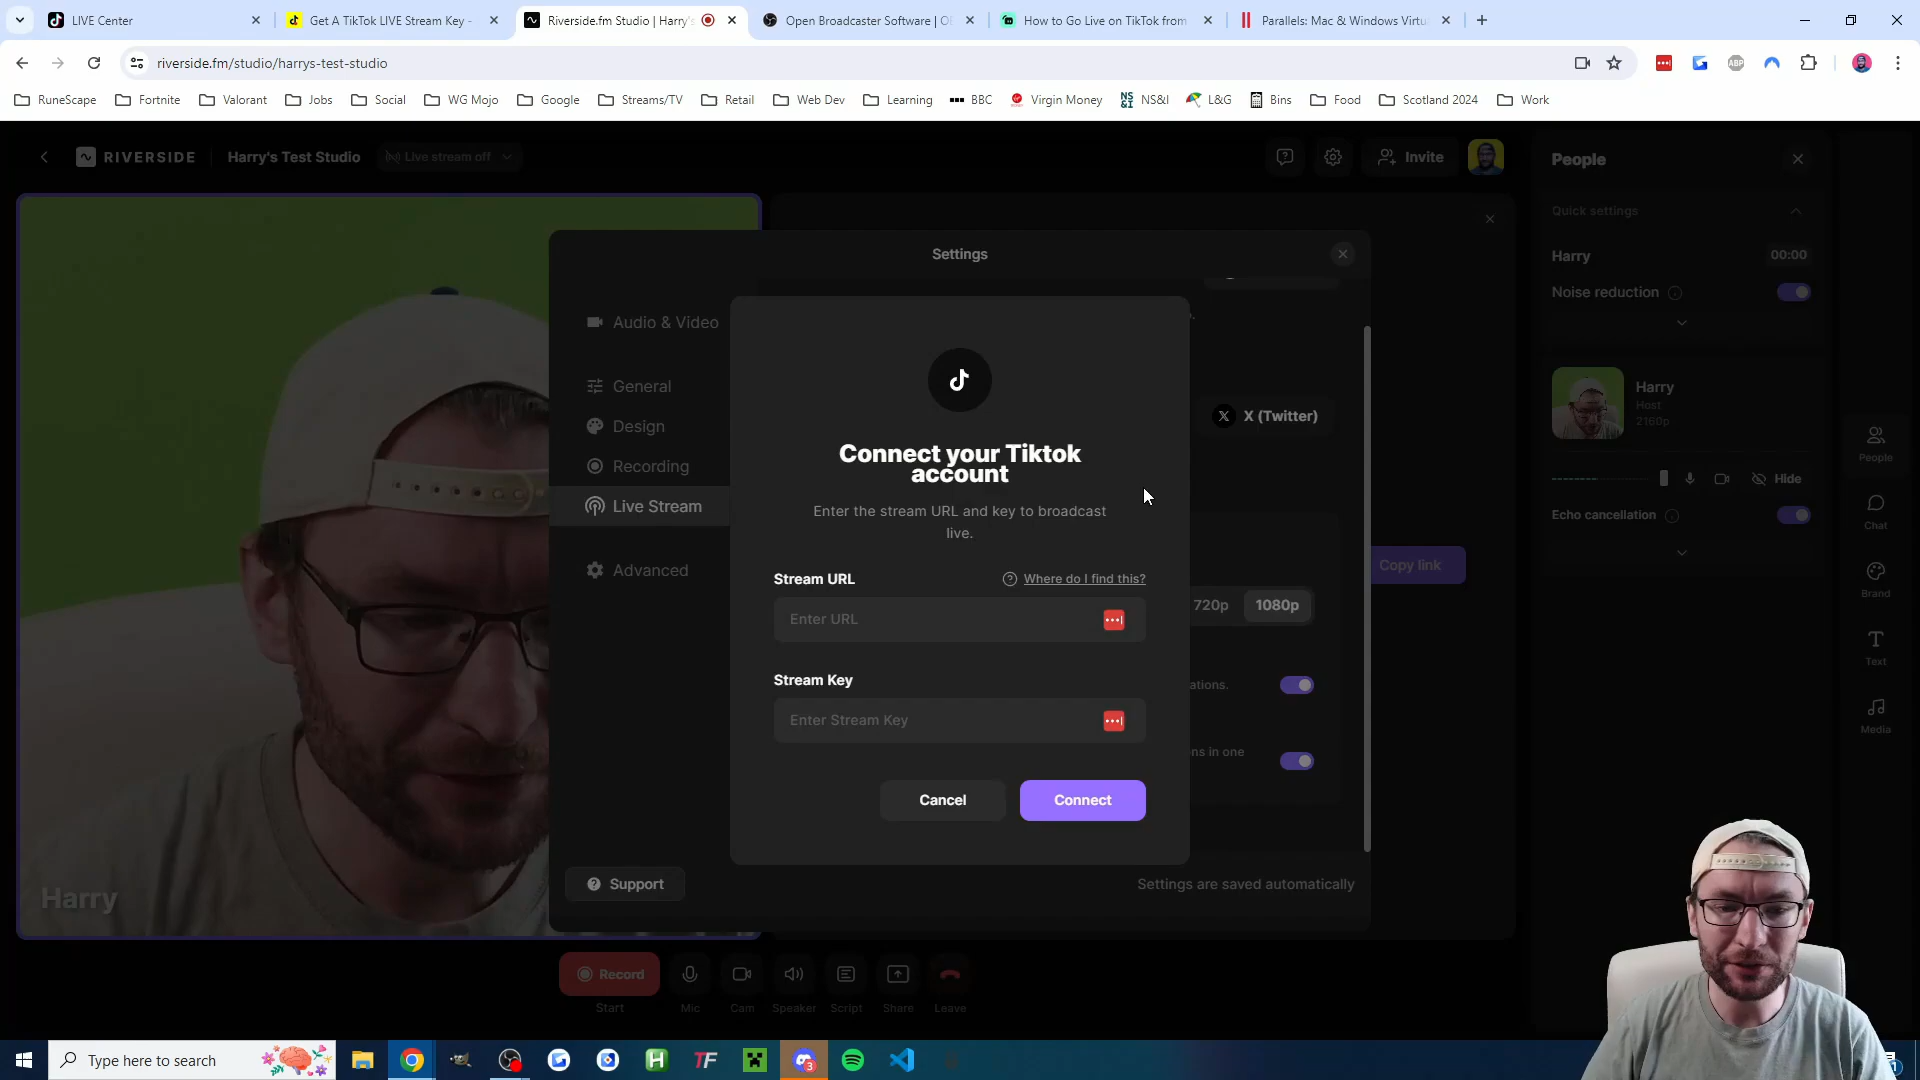 LIVE Center
Get A TikTok LIVE Stream Key -
Riverside.fm Studio | Harry's
Open Broadcaster Software | O
How to Go Live on TikTok from
Parallels: Mac & Windows Virtu
riverside.fm/studio/harrys-test-studio
ABP
RuneScape
Fortnite
Valorant
Jobs
Social
WG Mojo
Google
Streams/TV
Retail
Web Dev
Learning
BBC
Virgin Money
NS&I
L&G
Bins
Food
Scotland 2024
Work
RIVERSIDE
Harry's Test Studio
Live stream off
Invite
People
Quick settings
Harry
00:00
Noise reduction
Harry
Host
2160p
Hide
Echo cancellation
People
Chat
Brand
Text
Media
Settings
Audio & Video
General
Design
Recording
Live Stream
Advanced
Support
X (Twitter)
Copy link
720p
1080p
ations.
ns in one
Settings are saved automatically
Connect your Tiktok
account
Enter the stream URL and key to broadcast
live.
Stream URL
Where do I find this?
Enter URL
Stream Key
Enter Stream Key
Cancel
Connect
Harry
Record
Start
Mic
Cam
Speaker
Script
Share
Leave
Type here to search